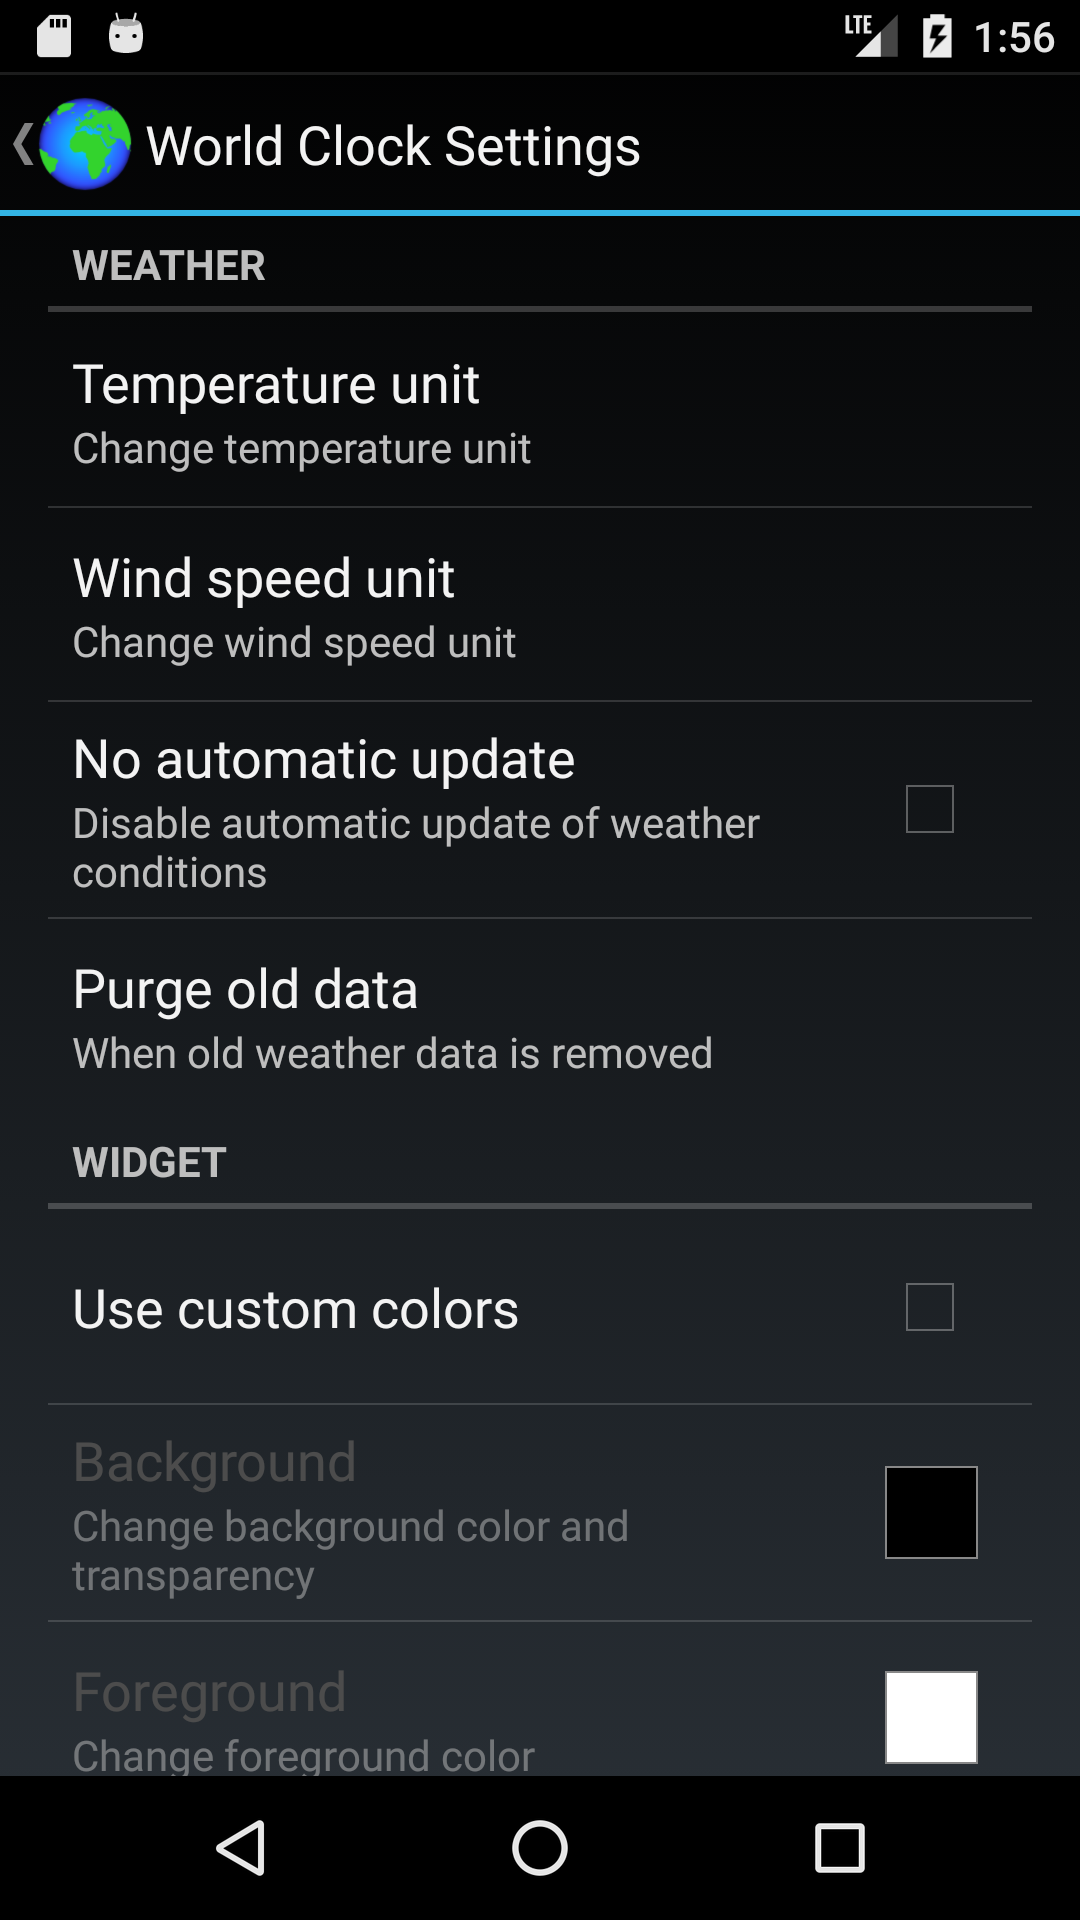 LTE 1:56
World Clock Settings
WEATHER
Temperature unit
Change temperature unit
Wind speed unit
Change wind speed unit
No automatic update
Disable automatic update of weather
conditions
Purge old data
When old weather data is removed
WIDGET
Use custom colors
Background
Change background color and
transparency
Foreground
Change foreground color